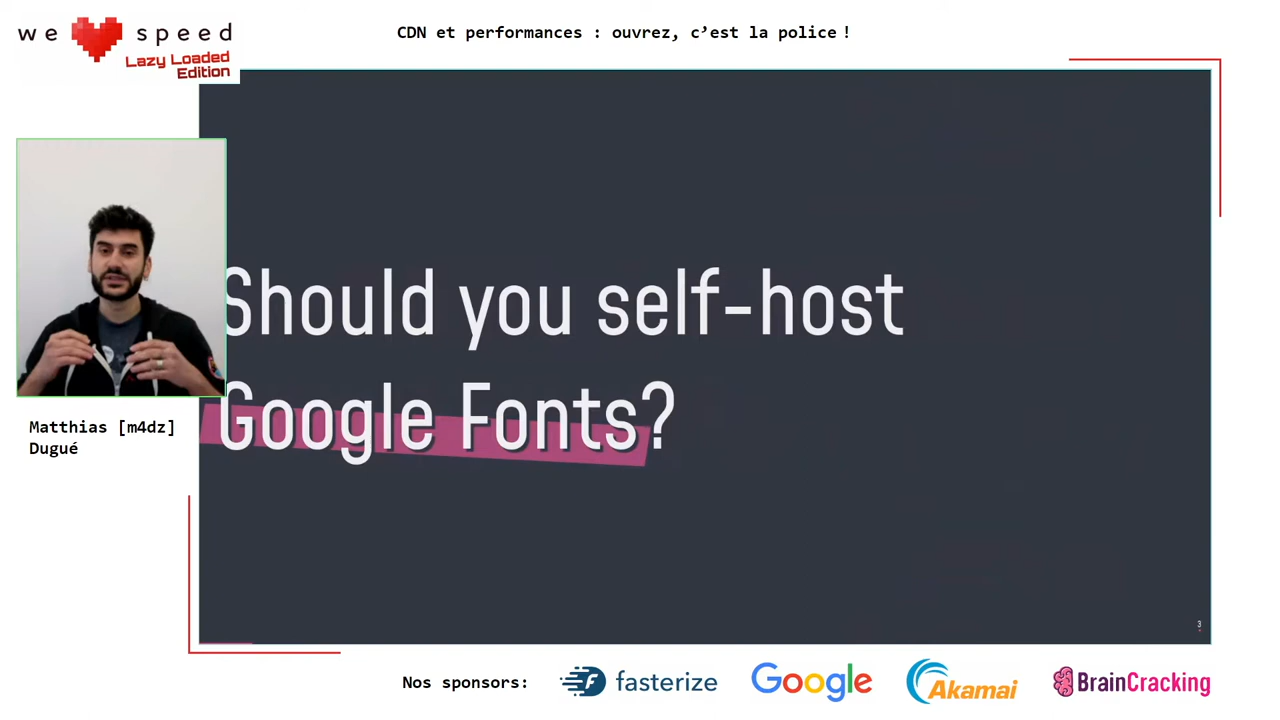 we speed
Lazy Loaded
Edition
CDN et performances : ouvrez, c’est la police !
Should you self-host
Google Fonts?
Matthias [m4dz]
Dugué
3
Nos sponsors:
fasterize
Google
Akamai
BrainCracking